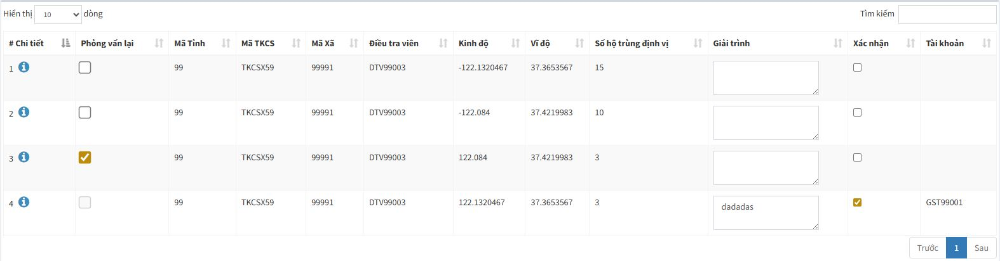 Hiển thị 10 dòng Tìm kiếm
# Chi tiết Phỏng vấn lại Mã Tỉnh Mã TKCS Mã Xã Điều tra viên Kinh độ Vĩ độ Số hộ trùng định vị Giải trình Xác nhận Tài khoản
1 99 TKCSX59 99991 DTV99003 -122.1320467 37.3653567 15
2 99 TKCSX59 99991 DTV99003 -122.084 37.4219983 10
3 99 TKCSX59 99991 DTV99003 122.084 37.4219983 3
4 99 TKCSX59 99991 DTV99003 122.1320467 37.3653567 3 dadadas GST99001
Trước 1 Sau